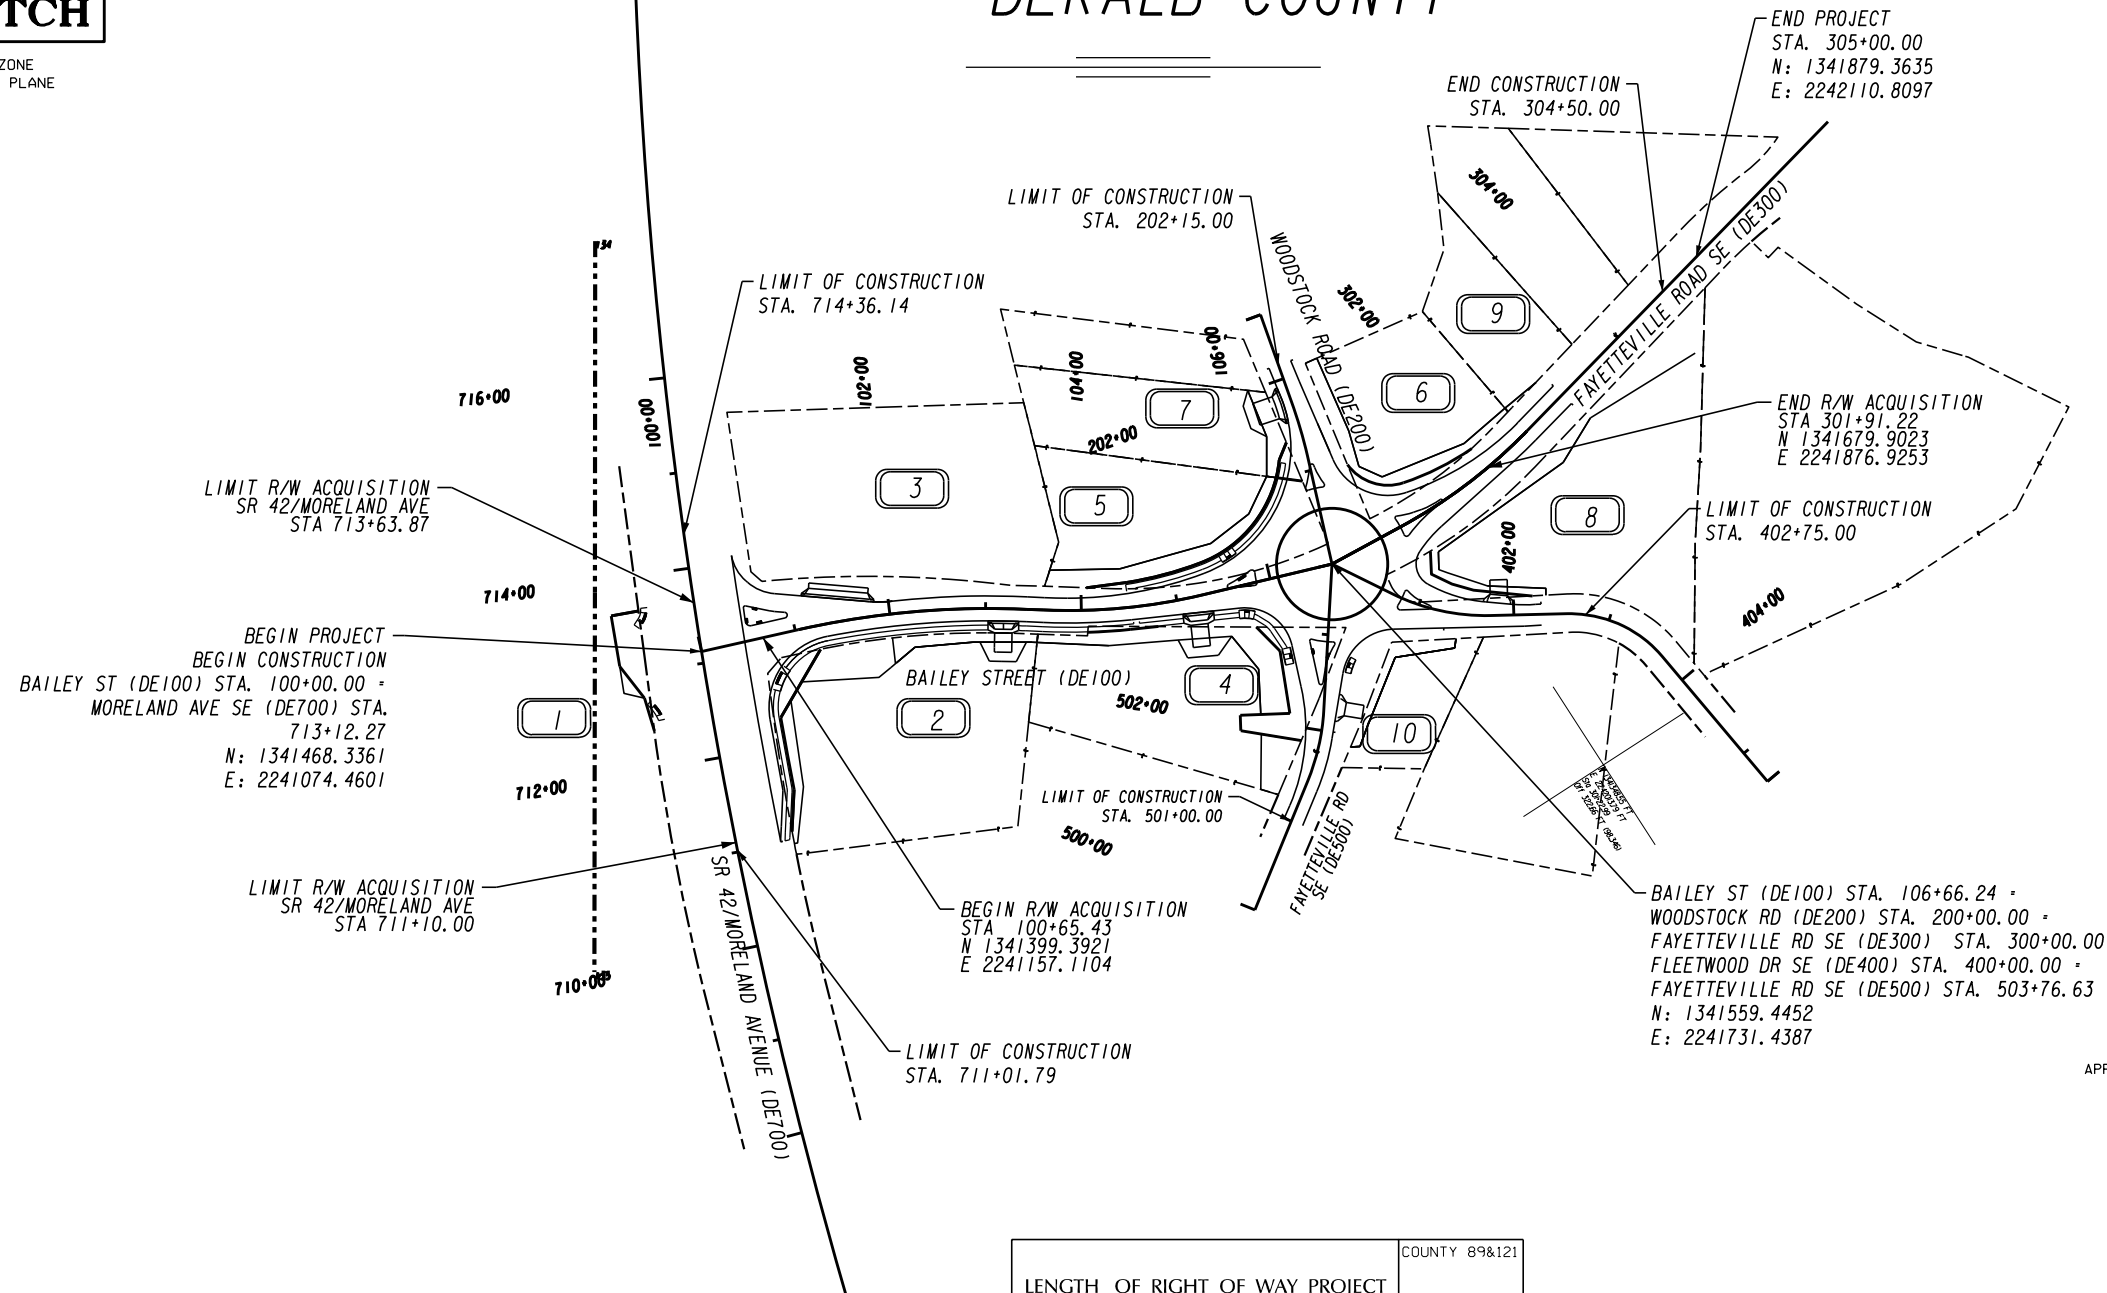 TCH
ZONE
PLANE
DEKALB COUNTY
END PROJECT
STA. 305+00.00
N: 1341879.3635
E: 2242110.8097
END CONSTRUCTION
STA. 304+50.00
LIMIT OF CONSTRUCTION
STA. 202+15.00
LIMIT OF CONSTRUCTION
STA. 714+36.14
304+00
302+00
WOODSTOCK ROAD (DE200)
FAYETTEVILLE ROAD SE (DE300)
716+00
100+00
102+00
104+00
106+00
202+00
9
6
7
3
5
8
END R/W ACQUISITION
STA 301+91.22
N 1341679.9023
E 2241876.9253
LIMIT OF CONSTRUCTION
STA. 402+75.00
402+00
404+00
LIMIT R/W ACQUISITION
SR 42/MORELAND AVE
STA 713+63.87
714+00
BEGIN PROJECT
BEGIN CONSTRUCTION
BAILEY ST (DE100) STA. 100+00.00 =
MORELAND AVE SE (DE700) STA.
713+12.27
N: 1341468.3361
E: 2241074.4601
1
2
4
10
BAILEY STREET (DE100)
502+00
712+00
LIMIT OF CONSTRUCTION
STA. 501+00.00
500+00
FAYETTEVILLE RD
SE (DE500)
LIMIT R/W ACQUISITION
SR 42/MORELAND AVE
STA 711+10.00
710+00
SR 42/MORELAND AVENUE (DE700)
BEGIN R/W ACQUISITION
STA 100+65.43
N 1341399.3921
E 2241157.1104
LIMIT OF CONSTRUCTION
STA. 711+01.79
BAILEY ST (DE100) STA. 106+66.24 =
WOODSTOCK RD (DE200) STA. 200+00.00 =
FAYETTEVILLE RD SE (DE300) STA. 300+00.00
FLEETWOOD DR SE (DE400) STA. 400+00.00 =
FAYETTEVILLE RD SE (DE500) STA. 503+76.63
N: 1341559.4452
E: 2241731.4387
APP
COUNTY 89&121
LENGTH OF RIGHT OF WAY PROJECT